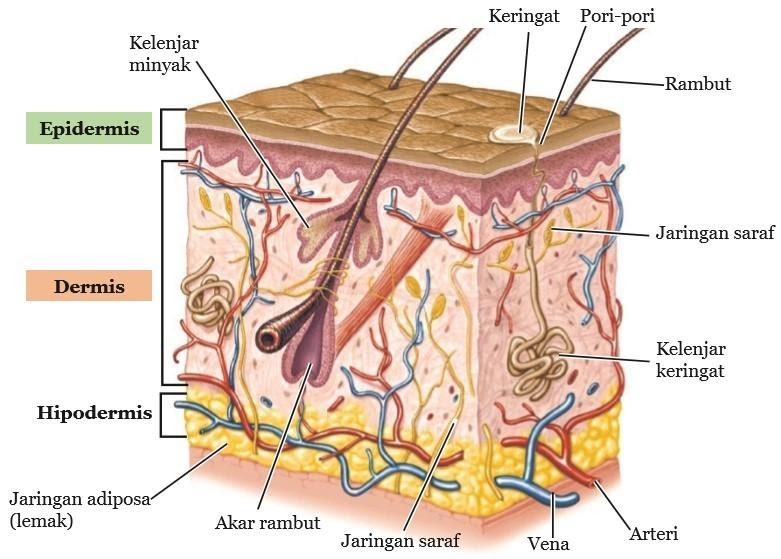 Keringat
Pori-pori
Kelenjar
minyak
Rambut
Epidermis
Jaringan saraf
Dermis
Kelenjar
keringat
Hipodermis
Jaringan adiposa
(lemak)
Akar rambut
Jaringan saraf
Vena
Arteri